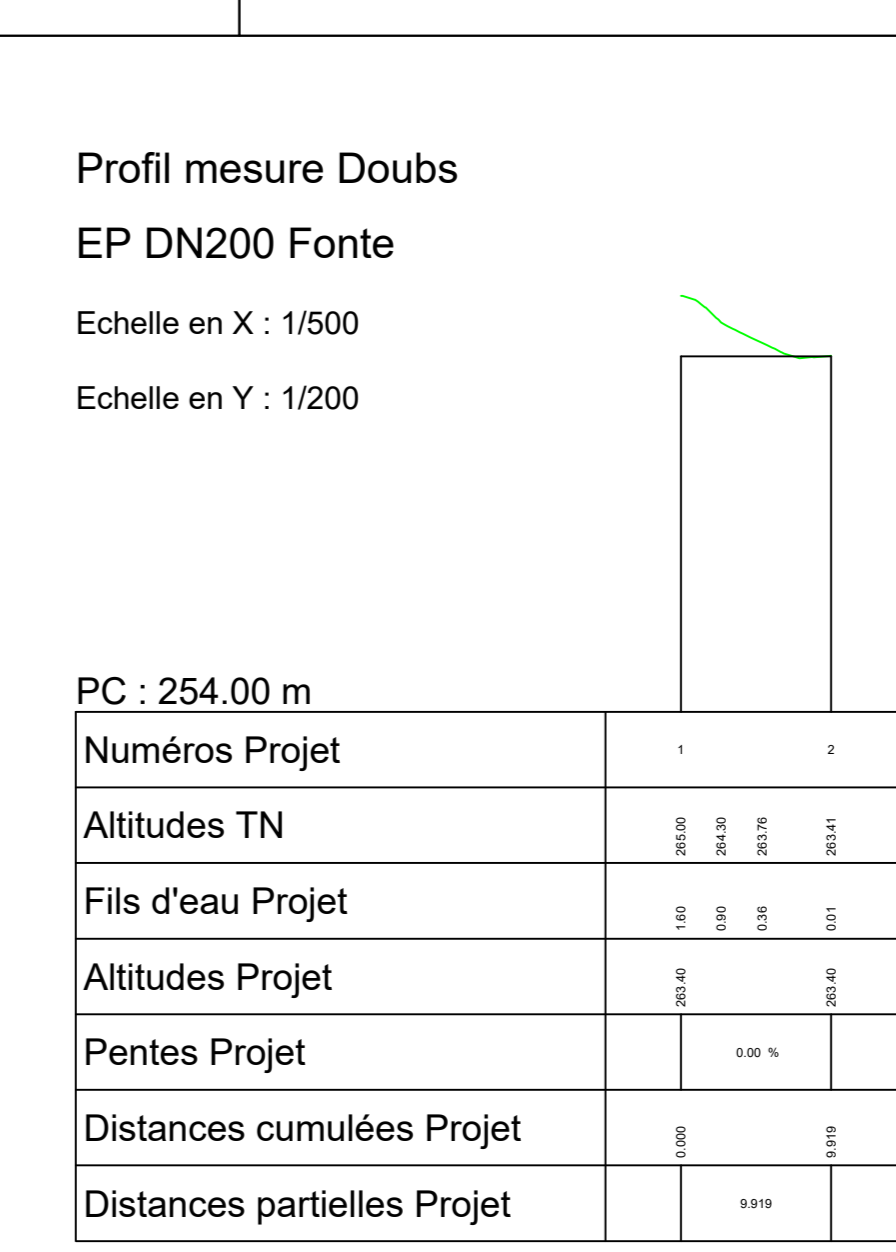 Profil mesure Doubs
EP DN200 Fonte
Echelle en X : 1/500
Echelle en Y : 1/200
PC : 254.00 m
Numéros Projet 1 2
Altitudes TN 265.00 264.30 263.76 263.41
Fils d'eau Projet 1.60 0.90 0.36 0.01
Altitudes Projet 263.40 263.40
Pentes Projet 0.00 %
Distances cumulées Projet 0.000 9.919
Distances partielles Projet 9.919